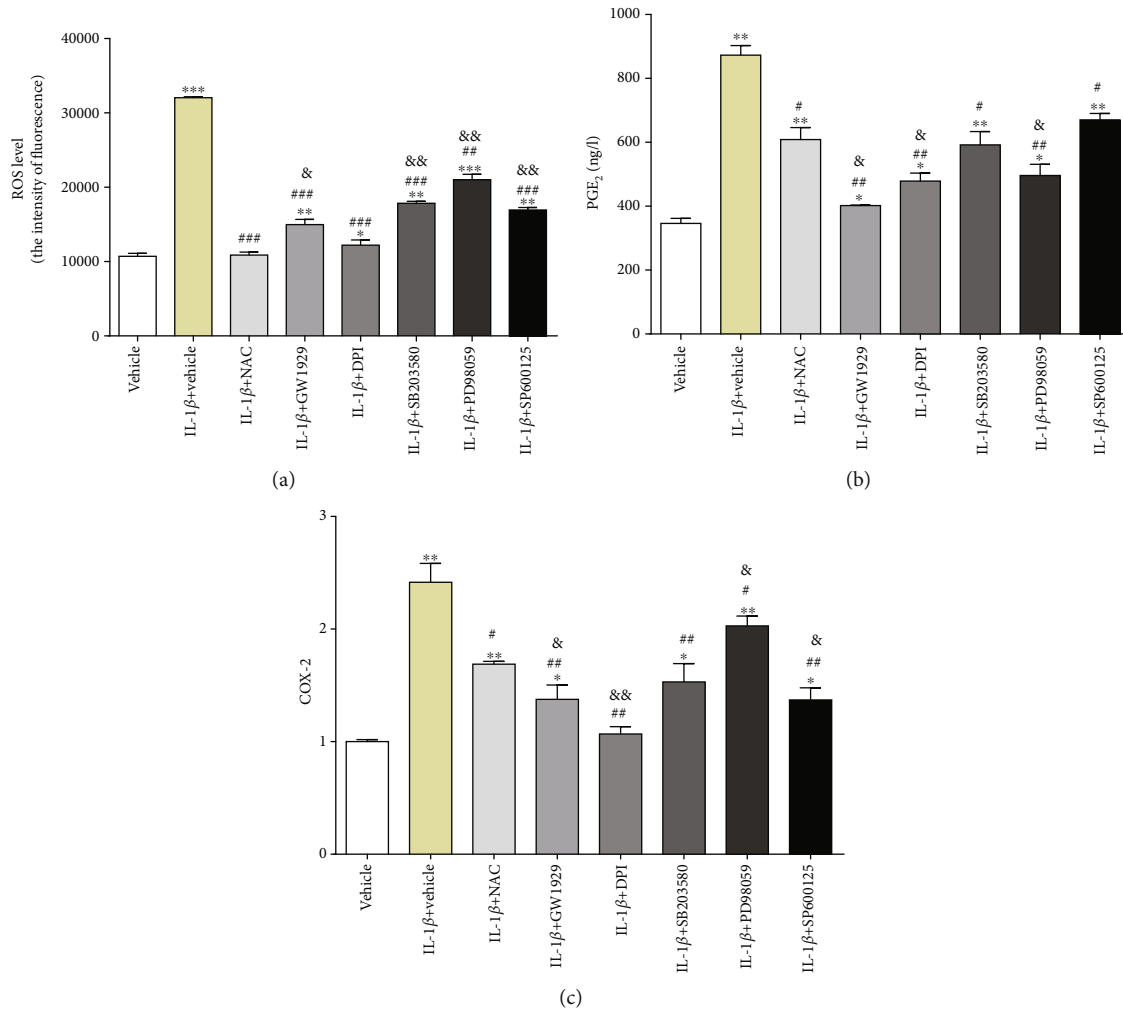 ROS level
(the intensity of fluorescence)
40000
30000
20000
10000
0
***
###
&
###
**
###
*
&&
###
**
&&
##
***
&&
###
**
Vehicle
IL-1β+vehicle
IL-1β+NAC
IL-1β+GW1929
IL-1β+DPI
IL-1β+SB203580
IL-1β+PD98059
IL-1β+SP600125
(a)
PGE2 (ng/l)
1000
800
600
400
200
0
**
#
**
&
##
*
&
##
*
#
**
&
##
*
#
**
Vehicle
IL-1β+vehicle
IL-1β+NAC
IL-1β+GW1929
IL-1β+DPI
IL-1β+SB203580
IL-1β+PD98059
IL-1β+SP600125
(b)
COX-2
3
2
1
0
**
#
**
&
##
*
&&
##
##
*
&
#
**
&
##
*
Vehicle
IL-1β+vehicle
IL-1β+NAC
IL-1β+GW1929
IL-1β+DPI
IL-1β+SB203580
IL-1β+PD98059
IL-1β+SP600125
(c)